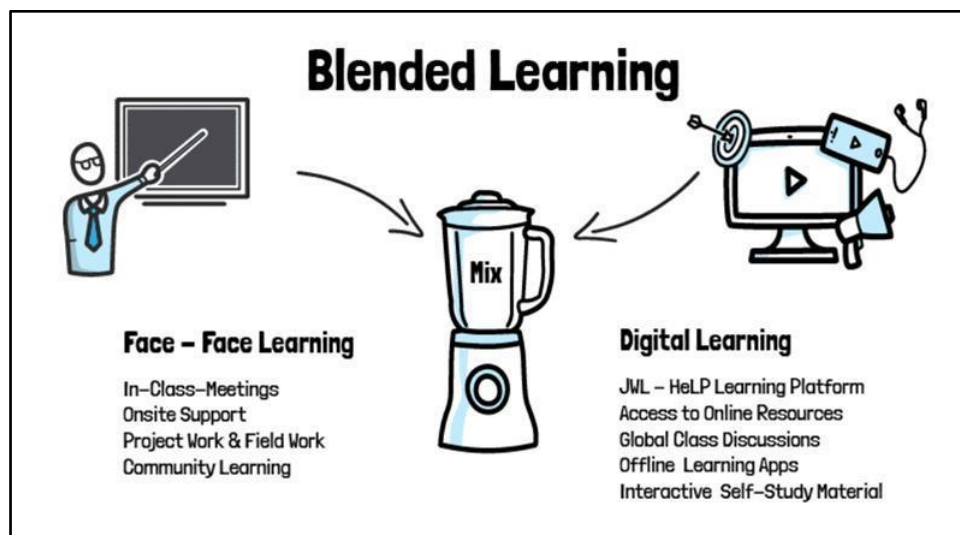 Blended Learning
Mix
Face – Face Learning
In-Class-Meetings
Onsite Support
Project Work & Field Work
Community Learning
Digital Learning
JWL – HeLP Learning Platform
Access to Online Resources
Global Class Discussions
Offline Learning Apps
Interactive Self-Study Material